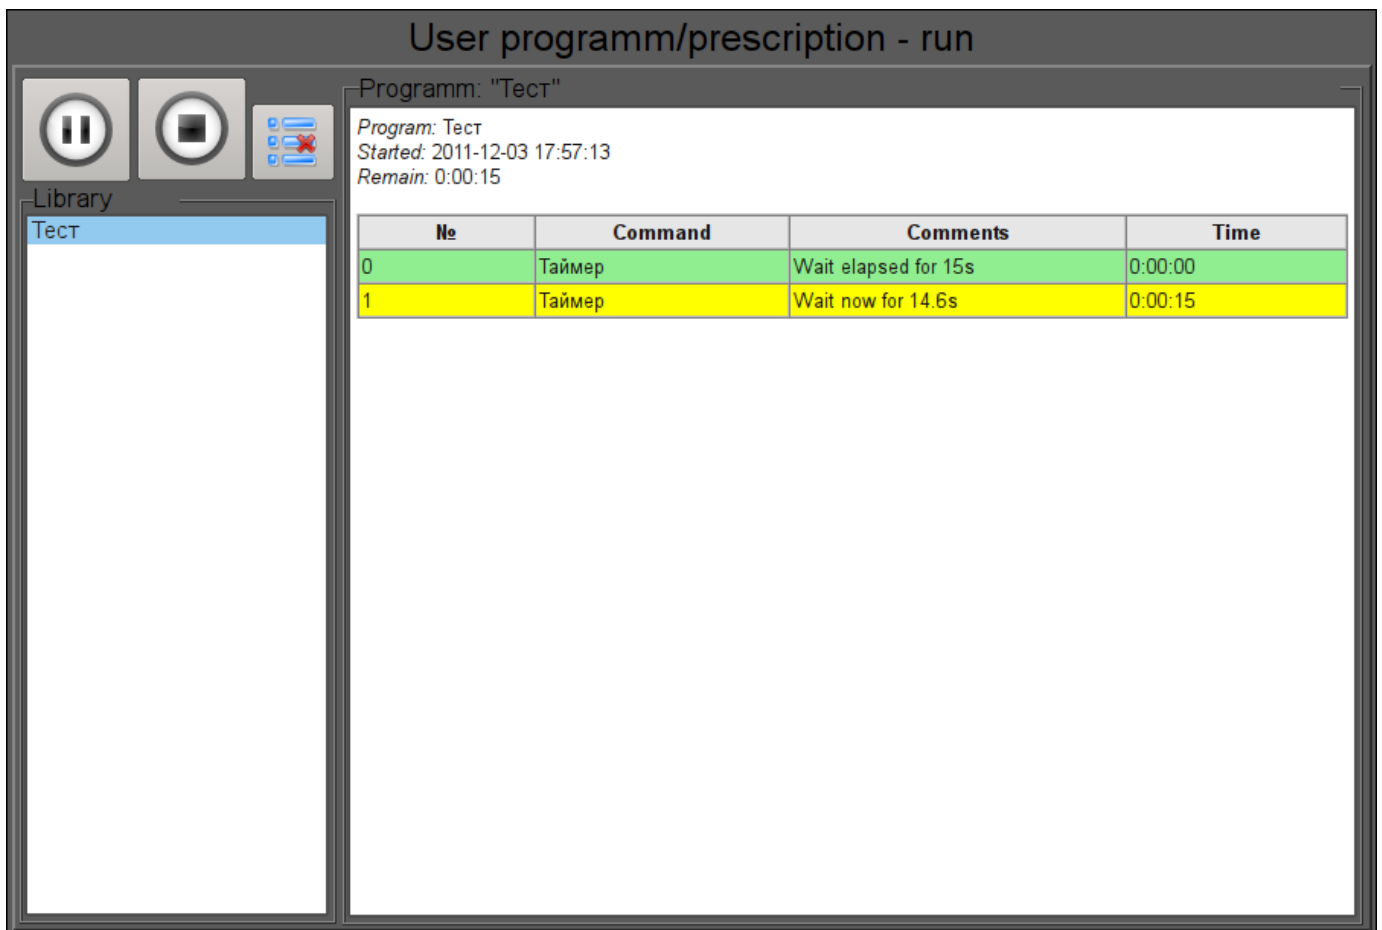 User programm/prescription - run
Programm: "Тест"
Program: Тест
Started: 2011-12-03 17:57:13
Remain: 0:00:15
Library
Тест
№ Command Comments Time
0 Таймер Wait elapsed for 15s 0:00:00
1 Таймер Wait now for 14.6s 0:00:15